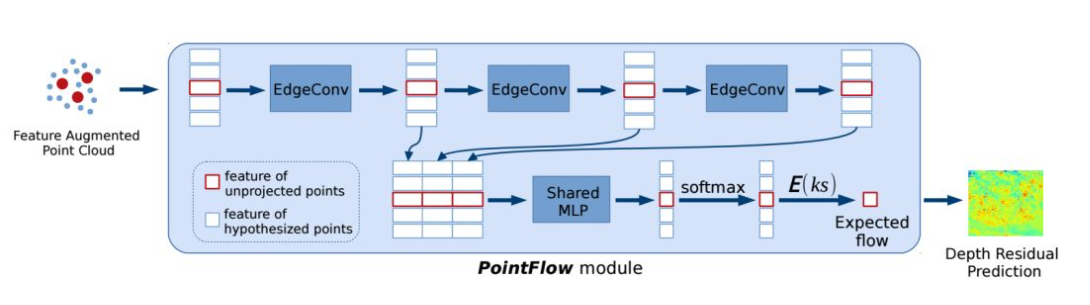 EdgeConv
EdgeConv
EdgeConv
Feature Augmented
Point Cloud
feature of
unprojected points
feature of
hypothesized points
Shared
MLP
softmax
E(ks)
Expected
flow
Depth Residual
Prediction
PointFlow module